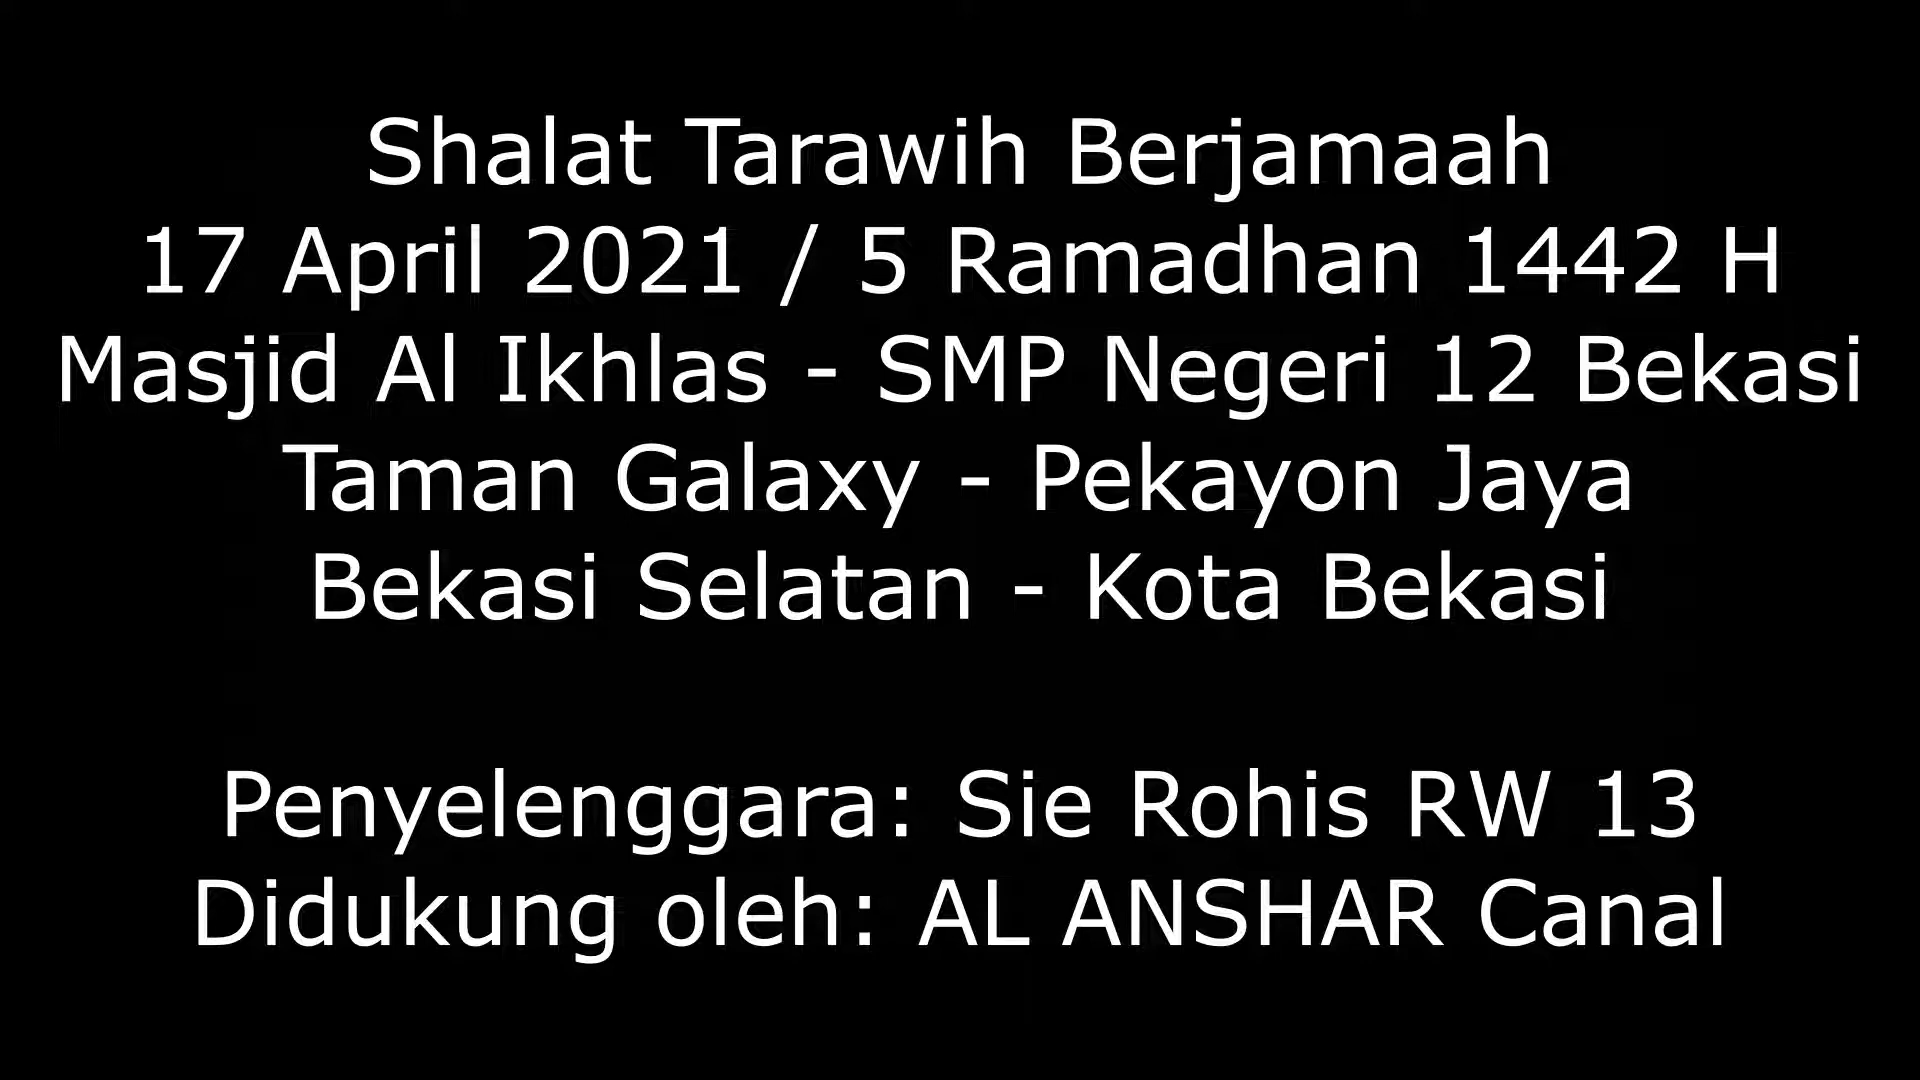 Shalat Tarawih Berjamaah
17 April 2021 / 5 Ramadhan 1442 H
Masjid Al Ikhlas - SMP Negeri 12 Bekasi
Taman Galaxy - Pekayon Jaya
Bekasi Selatan - Kota Bekasi
Penyelenggara: Sie Rohis RW 13
Didukung oleh: AL ANSHAR Canal